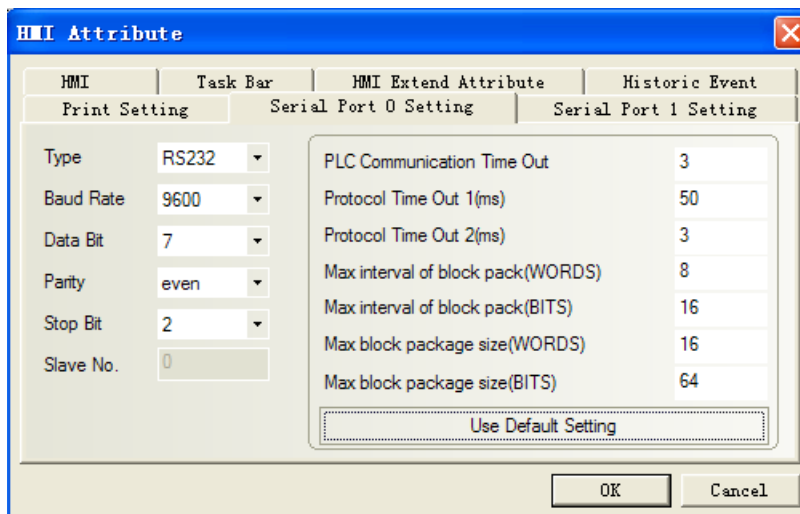 HMI Attribute
HMI Task Bar HMI Extend Attribute Historic Event
Print Setting Serial Port 0 Setting Serial Port 1 Setting
Type RS232
Baud Rate 9600
Data Bit 7
Parity even
Stop Bit 2
Slave No. 0
PLC Communication Time Out 3
Protocol Time Out 1(ms) 50
Protocol Time Out 2(ms) 3
Max interval of block pack(WORDS) 8
Max interval of block pack(BITS) 16
Max block package size(WORDS) 16
Max block package size(BITS) 64
Use Default Setting
OK Cancel